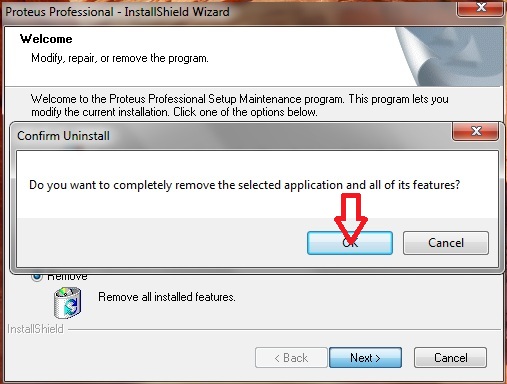 Proteus Professional - InstallShield Wizard
Welcome
Modify, repair, or remove the program.
Welcome to the Proteus Professional Setup Maintenance program. This program lets you
modify the current installation. Click one of the options below.
Confirm Uninstall
Do you want to completely remove the selected application and all of its features?
OK
Cancel
Remove
Remove all installed features.
InstallShield
< Back
Next >
Cancel